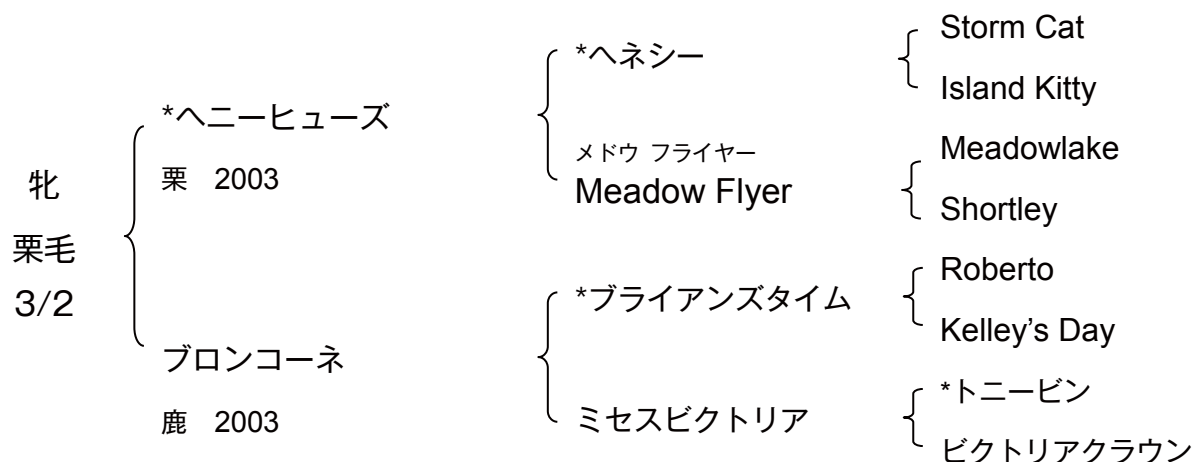 牝
栗毛
3/2
*ヘニーヒューズ
栗 2003
ブロンコーネ
鹿 2003
*ヘネシー
メドウ フライヤー
Meadow Flyer
*ブライアンズタイム
ミセスビクトリア
Storm Cat
Island Kitty
Meadowlake
Shortley
Roberto
Kelley's Day
*トニービン
ビクトリアクラウン